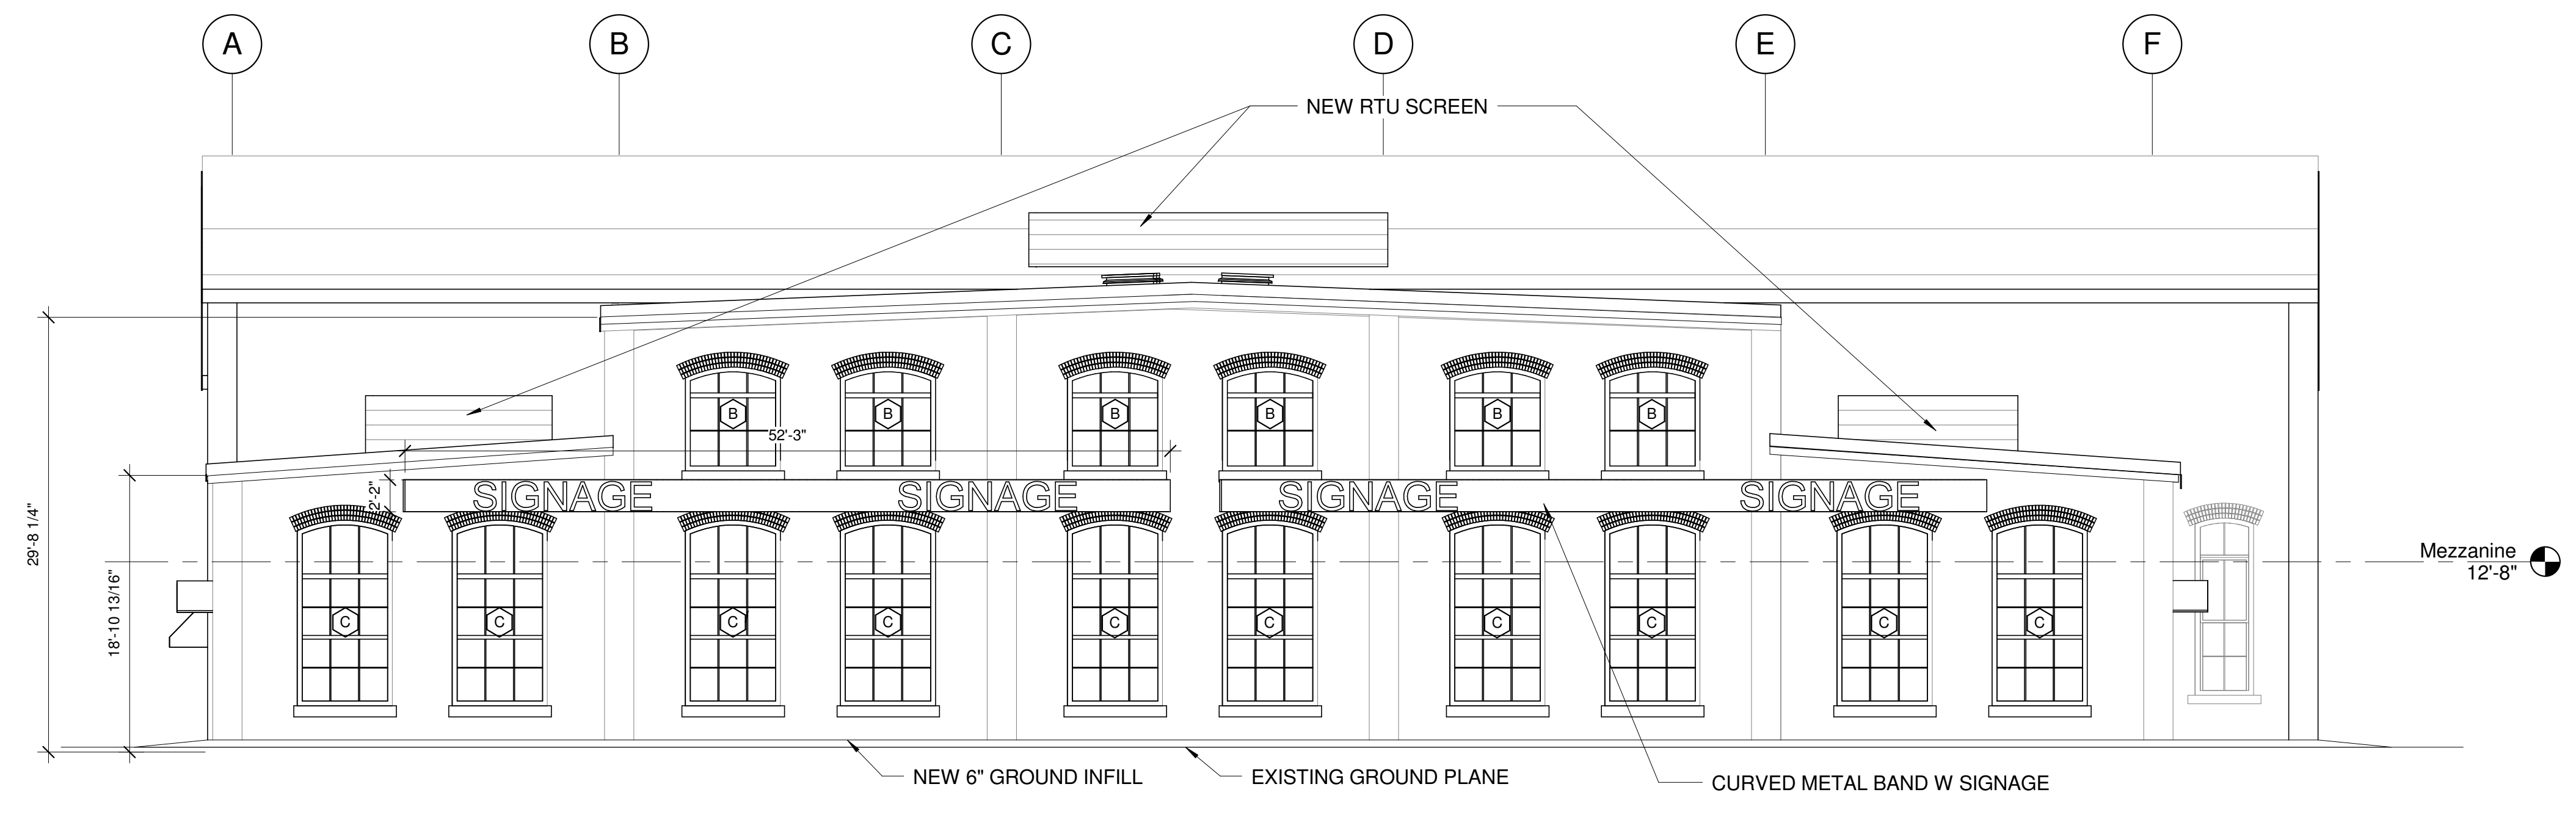 A B C D E F
NEW RTU SCREEN
B B B B B B
52'-3"
2'-2"
SIGNAGE SIGNAGE SIGNAGE SIGNAGE
29'-8 1/4"
18'-10 13/16"
Mezzanine
12'-8"
C C C C C C C C C C
NEW 6" GROUND INFILL
EXISTING GROUND PLANE
CURVED METAL BAND W SIGNAGE